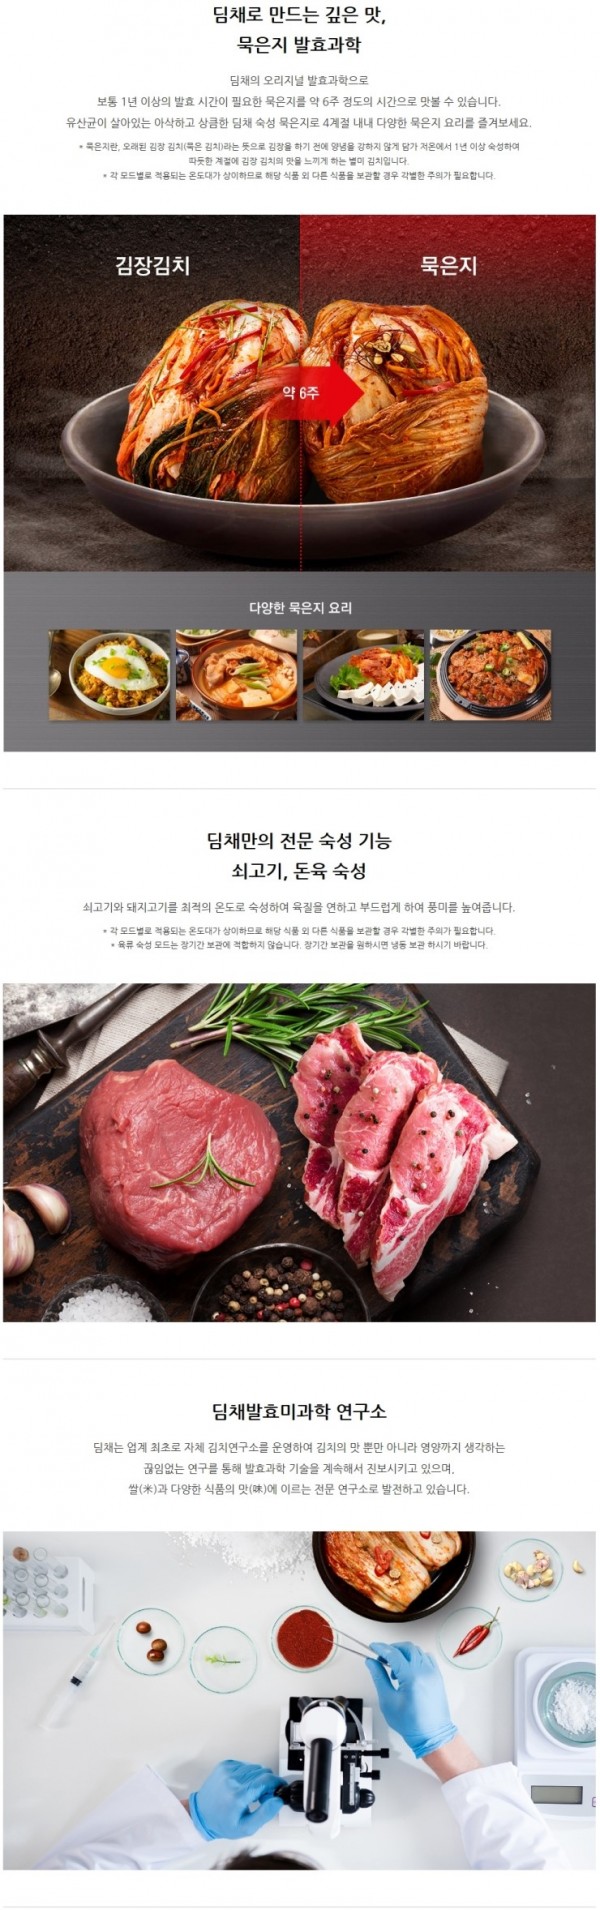 딤채로 만드는 깊은 맛,
묵은지 발효과학
딤채의 오리지널 발효과학으로
보통 1년 이상의 발효 시간이 필요한 묵은지를 약 6주 정도의 시간으로 맛볼 수 있습니다.
유산균이 살아있는 아삭하고 상큼한 딤채 숙성 묵은지로 4계절 내내 다양한 묵은지 요리를 즐겨보세요.
* 묵은지란, 오래된 김장 김치(묵은 김치)라는 뜻으로 김장을 하기 전에 양념을 강하지 않게 담가 저온에서 1년 이상 숙성하여
따듯한 계절에 김장 김치의 맛을 느끼게 하는 별미 김치입니다.
* 각 모드별로 적용되는 온도대가 상이하므로 해당 식품 외 다른 식품을 보관할 경우 각별한 주의가 필요합니다.
김장김치
묵은지
약 6주
다양한 묵은지 요리
딤채만의 전문 숙성 기능
쇠고기, 돈육 숙성
쇠고기와 돼지고기를 최적의 온도로 숙성하여 육질을 연하고 부드럽게 하여 풍미를 높여줍니다.
* 각 모드별로 적용되는 온도대가 상이하므로 해당 식품 외 다른 식품을 보관할 경우 각별한 주의가 필요합니다.
* 육류 숙성 모드는 장기간 보관에 적합하지 않습니다. 장기간 보관을 원하시면 냉동 보관 하시기 바랍니다.
딤채발효미과학 연구소
딤채는 업계 최초로 자체 김치연구소를 운영하여 김치의 맛 뿐만 아니라 영양까지 생각하는
끊임없는 연구를 통해 발효과학 기술을 계속해서 진보시키고 있으며,
쌀(米)과 다양한 식품의 맛(味)에 이르는 전문 연구소로 발전하고 있습니다.